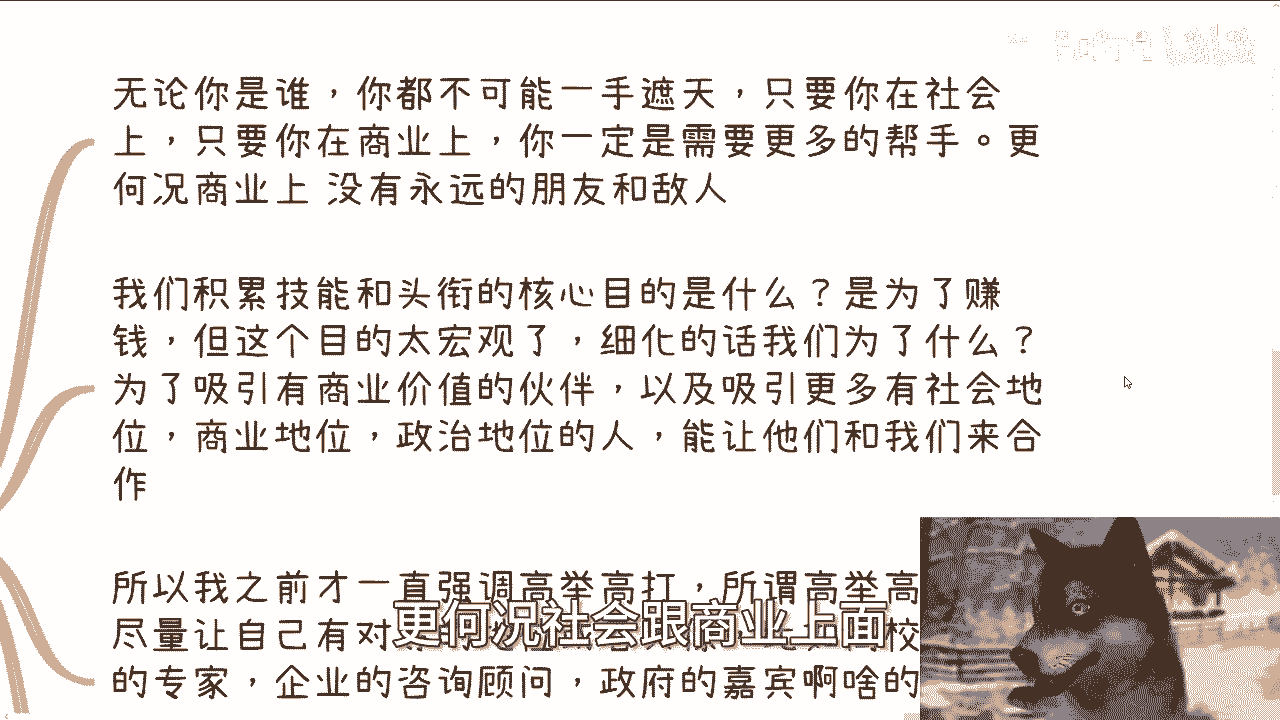 无论你是谁，你都不可能一手遮天，只要你在社会
上，只要你在商业上，你一定是需要更多的帮手。更
何况商业上 没有永远的朋友和敌人
我们积累技能和头衔的核心目的是什么？是为了赚
钱，但这个目的太宏观了，细化的话我们为了什么？
为了吸引有商业价值的伙伴，以及吸引更多有社会地
位，商业地位，政治地位的人，能让他们和我们来合
作
所以我之前才一直强调高举高打，所谓高举高
尽量让自己有对
校
的专家，企业的咨询顾问，政府的嘉宾啊啥的
更何况社会跟商业上面